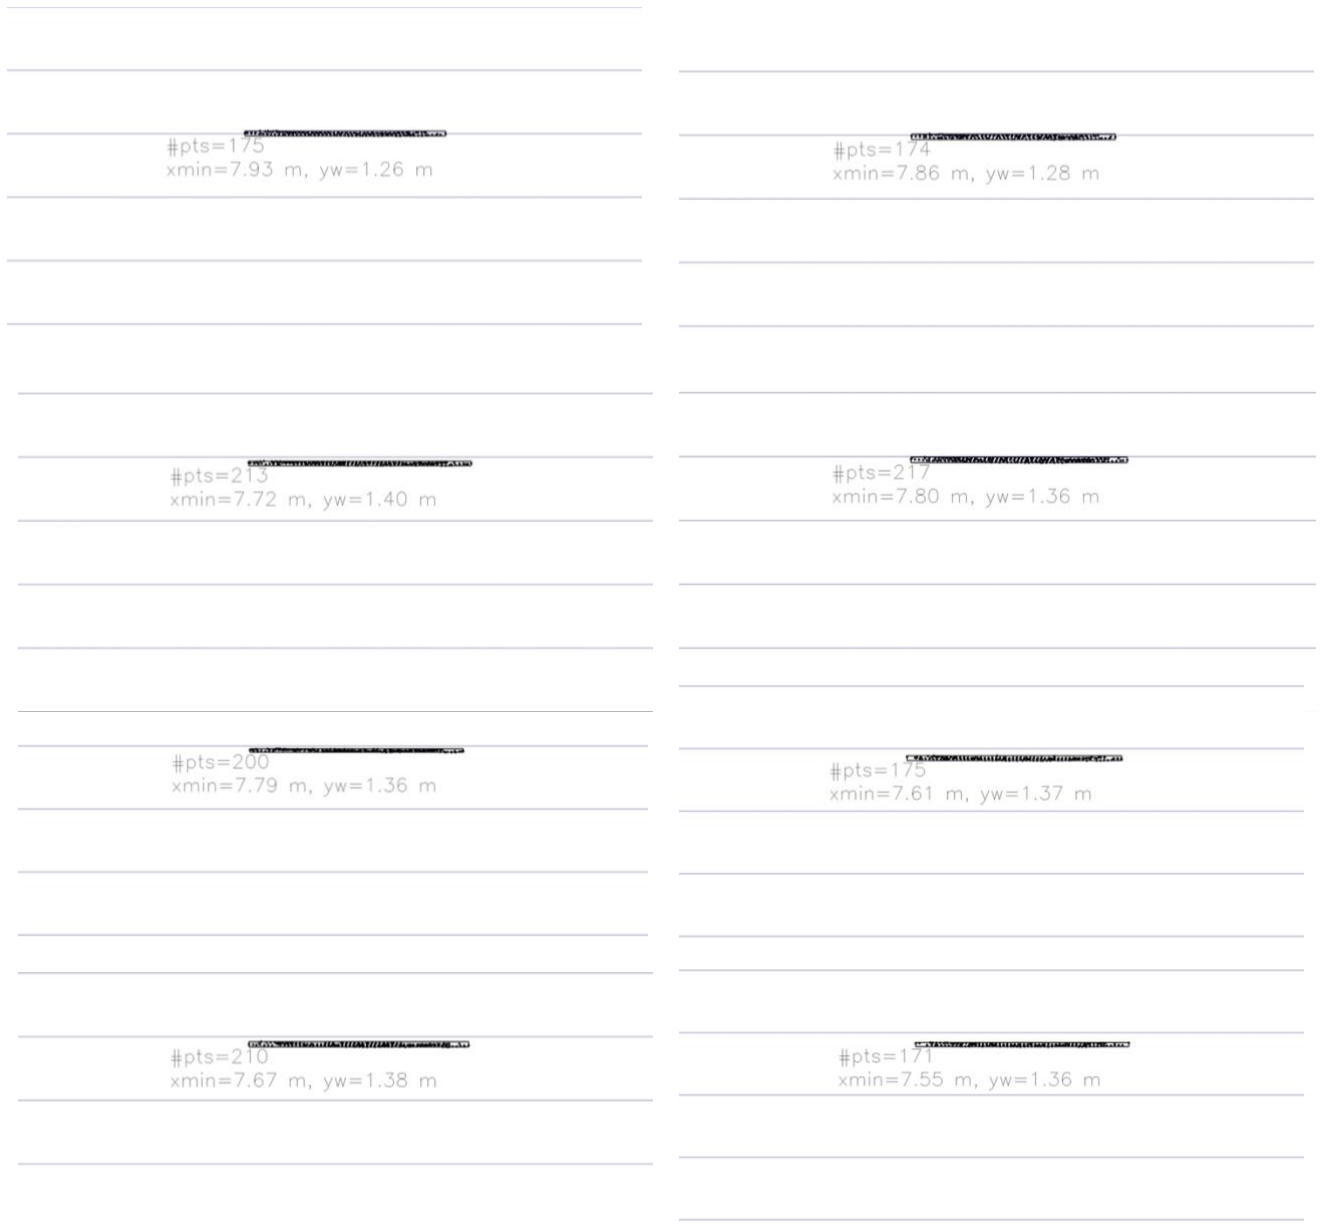 #pts=175
xmin=7.93 m, yw=1.26 m
#pts=174
xmin=7.86 m, yw=1.28 m
#pts=213
xmin=7.72 m, yw=1.40 m
#pts=217
xmin=7.80 m, yw=1.36 m
#pts=200
xmin=7.79 m, yw=1.36 m
#pts=175
xmin=7.61 m, yw=1.37 m
#pts=210
xmin=7.67 m, yw=1.38 m
#pts=171
xmin=7.55 m, yw=1.36 m